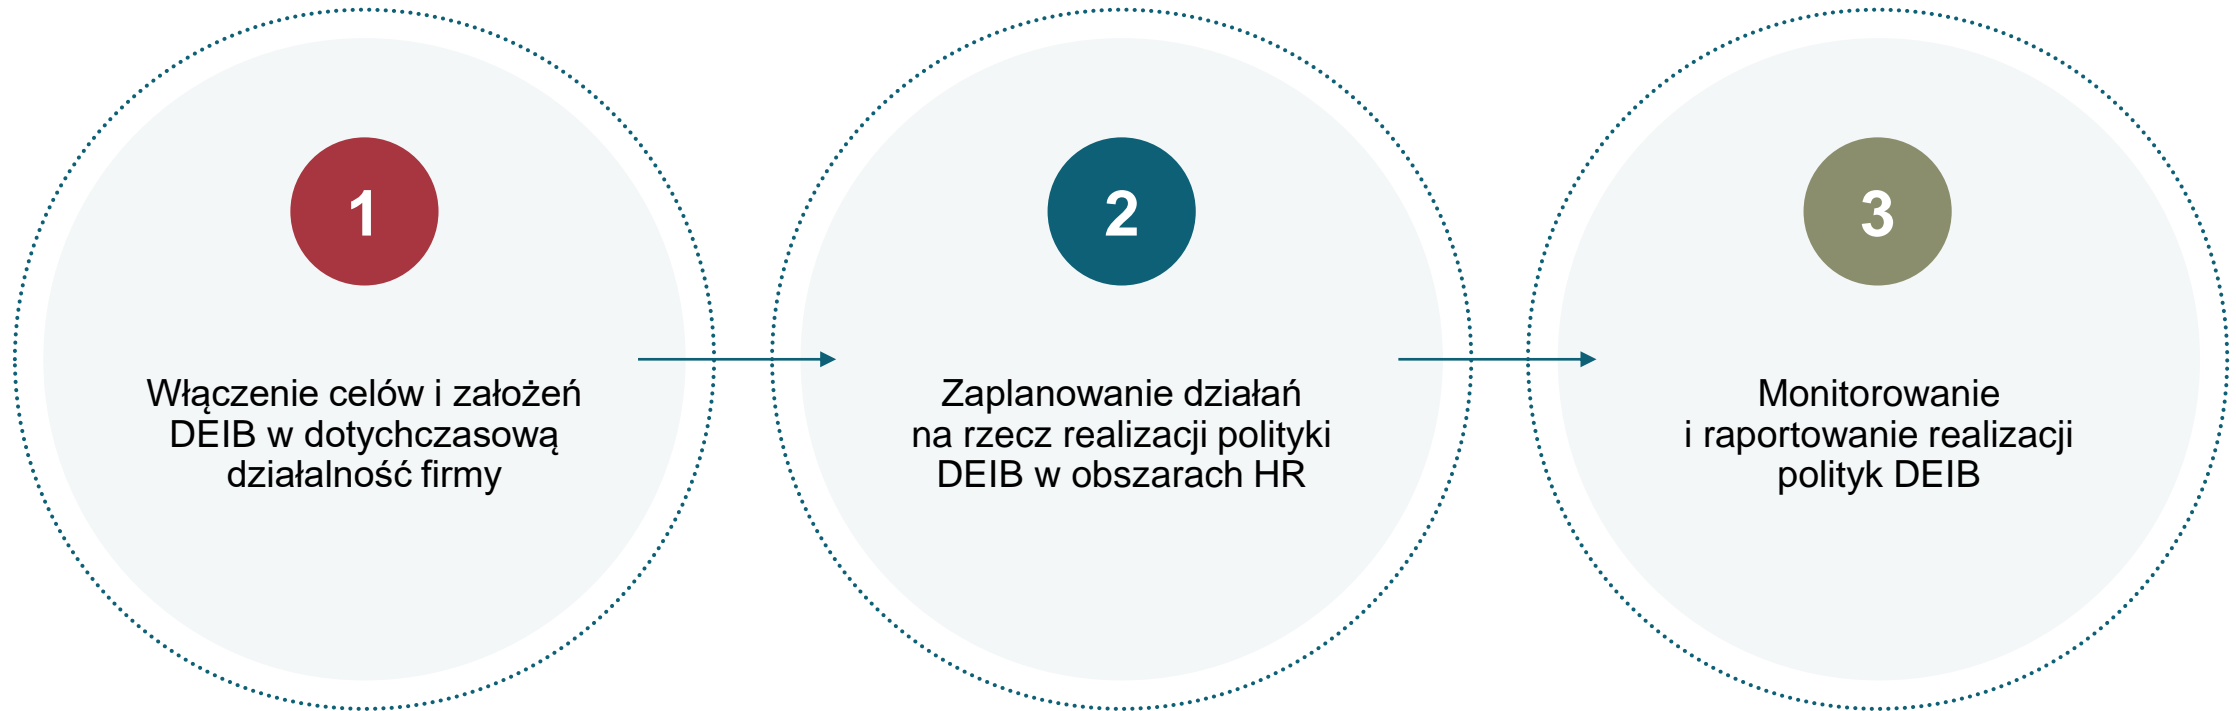 1
Włączenie celów i założeń
DEIB w dotychczasową
działalność firmy
2
Zaplanowanie działań
na rzecz realizacji polityki
DEIB w obszarach HR
3
Monitorowanie
i raportowanie realizacji
polityk DEIB